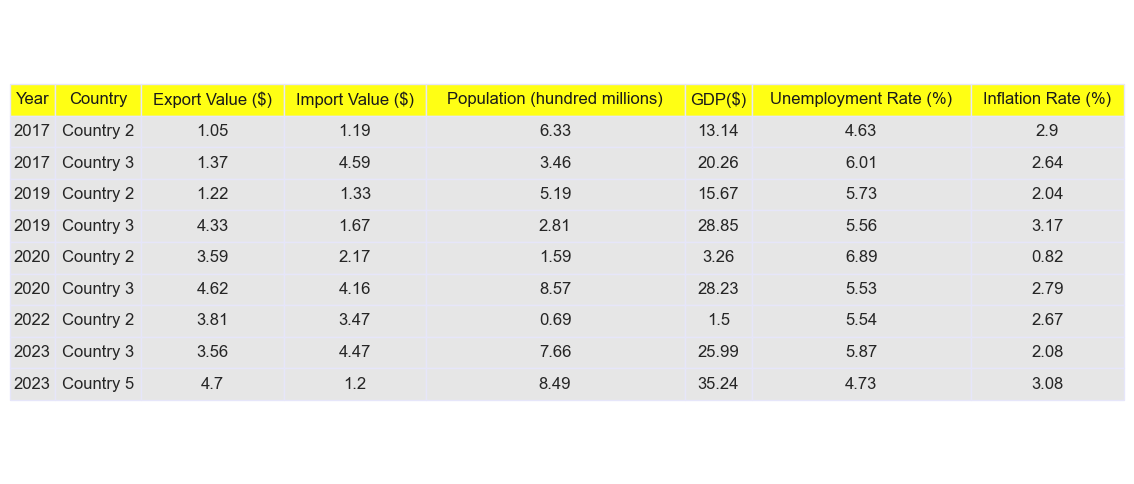 Year Country Export Value ($) Import Value ($) Population (hundred millions) GDP($) Unemployment Rate (%) Inflation Rate (%)
2017 Country 2 1.05 1.19 6.33 13.14 4.63 2.9
2017 Country 3 1.37 4.59 3.46 20.26 6.01 2.64
2019 Country 2 1.22 1.33 5.19 15.67 5.73 2.04
2019 Country 3 4.33 1.67 2.81 28.85 5.56 3.17
2020 Country 2 3.59 2.17 1.59 3.26 6.89 0.82
2020 Country 3 4.62 4.16 8.57 28.23 5.53 2.79
2022 Country 2 3.81 3.47 0.69 1.5 5.54 2.67
2023 Country 3 3.56 4.47 7.66 25.99 5.87 2.08
2023 Country 5 4.7 1.2 8.49 35.24 4.73 3.08